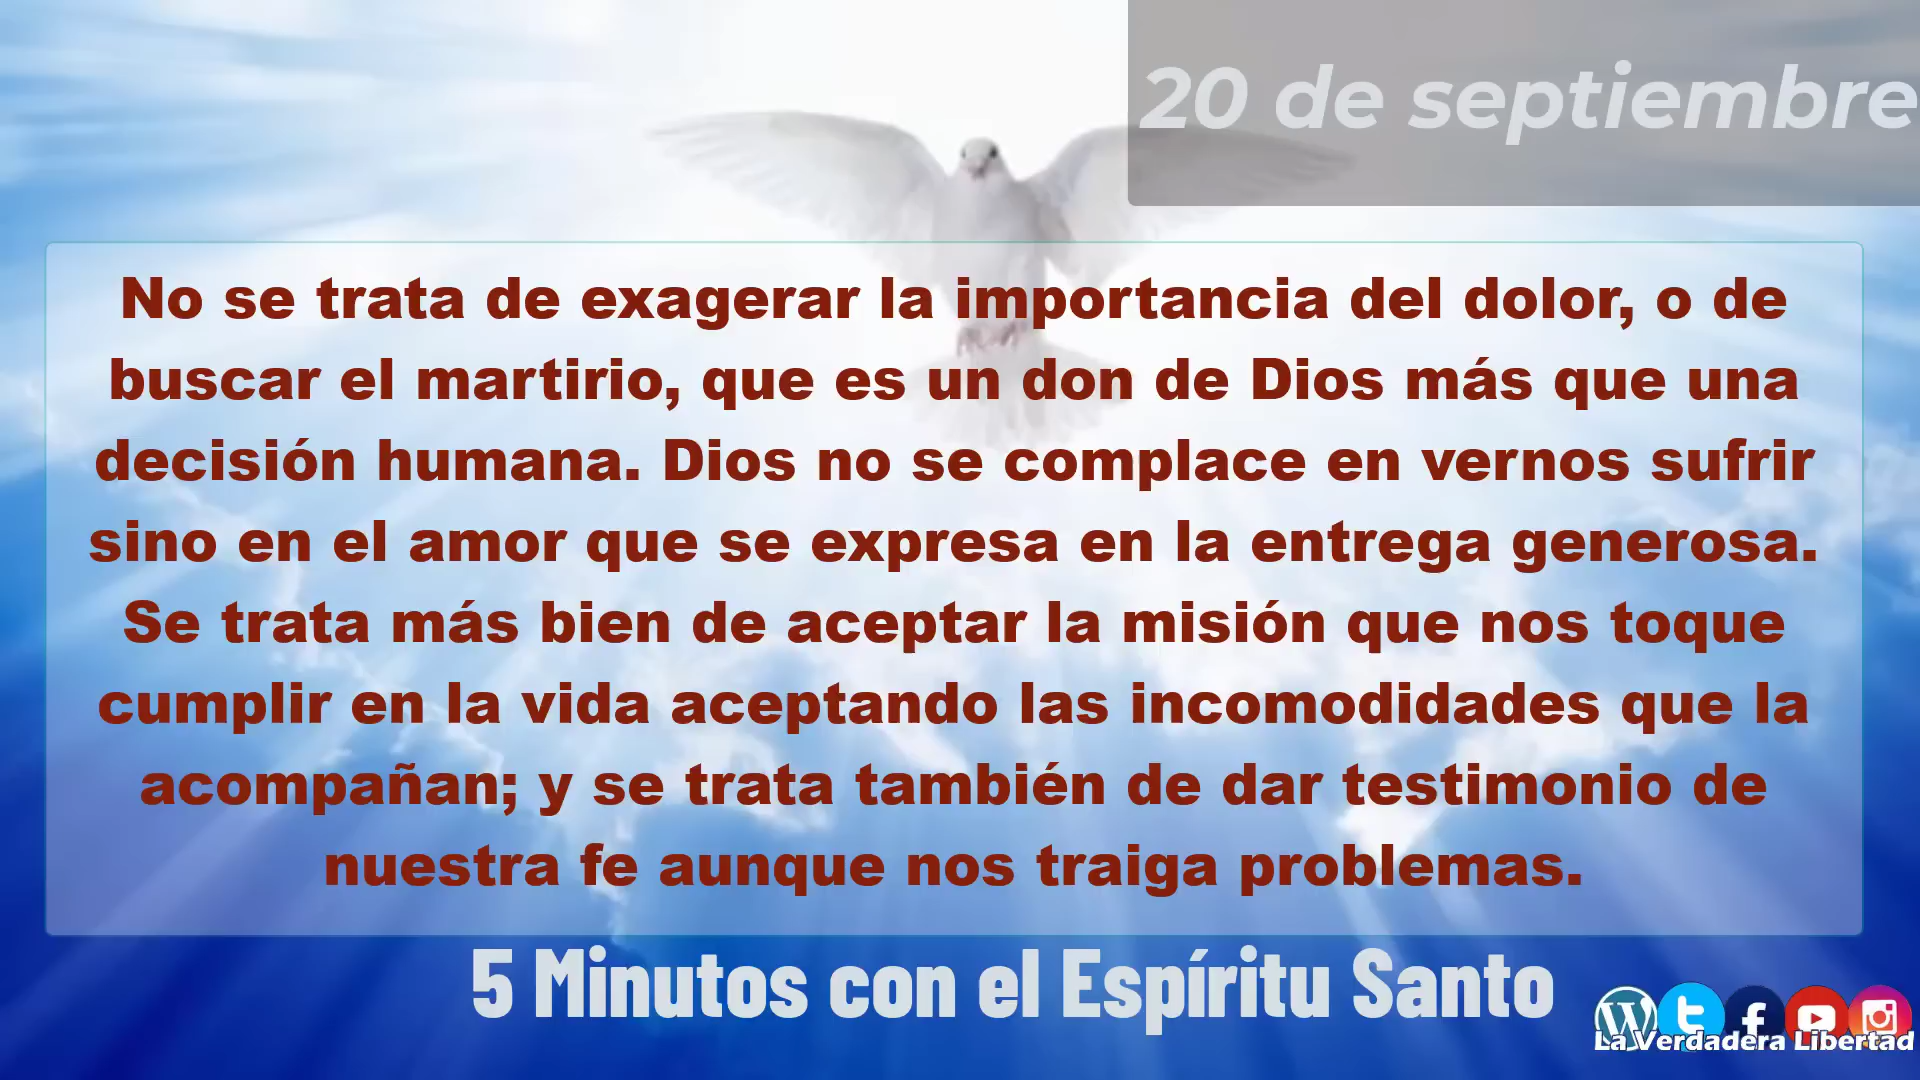 20 de septiembre
No se trata de exagerar la importancia del dolor, o de
buscar el martirio, que es un don de Dios más que una
decisión humana. Dios no se complace en vernos sufrir
sino en el amor que se expresa en la entrega generosa.
Se trata más bien de aceptar la misión que nos toque
cumplir en la vida aceptando las incomodidades que la
acompañan; y se trata también de dar testimonio de
nuestra fe aunque nos traiga problemas.
5 Minutos con el Espíritu Santo
La Verdadera Libertad